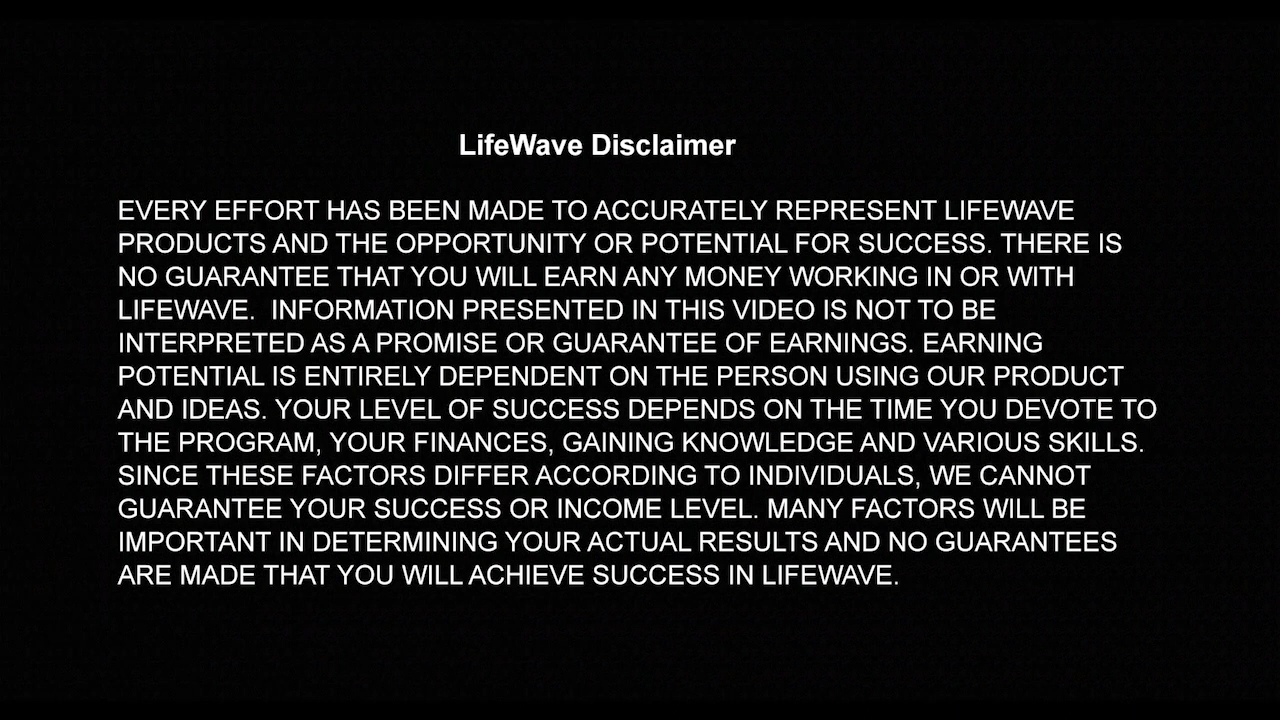 LifeWave Disclaimer
EVERY EFFORT HAS BEEN MADE TO ACCURATELY REPRESENT LIFEWAVE
PRODUCTS AND THE OPPORTUNITY OR POTENTIAL FOR SUCCESS. THERE IS
NO GUARANTEE THAT YOU WILL EARN ANY MONEY WORKING IN OR WITH
LIFEWAVE.  INFORMATION PRESENTED IN THIS VIDEO IS NOT TO BE
INTERPRETED AS A PROMISE OR GUARANTEE OF EARNINGS. EARNING
POTENTIAL IS ENTIRELY DEPENDENT ON THE PERSON USING OUR PRODUCT
AND IDEAS. YOUR LEVEL OF SUCCESS DEPENDS ON THE TIME YOU DEVOTE TO
THE PROGRAM, YOUR FINANCES, GAINING KNOWLEDGE AND VARIOUS SKILLS.
SINCE THESE FACTORS DIFFER ACCORDING TO INDIVIDUALS, WE CANNOT
GUARANTEE YOUR SUCCESS OR INCOME LEVEL. MANY FACTORS WILL BE
IMPORTANT IN DETERMINING YOUR ACTUAL RESULTS AND NO GUARANTEES
ARE MADE THAT YOU WILL ACHIEVE SUCCESS IN LIFEWAVE.